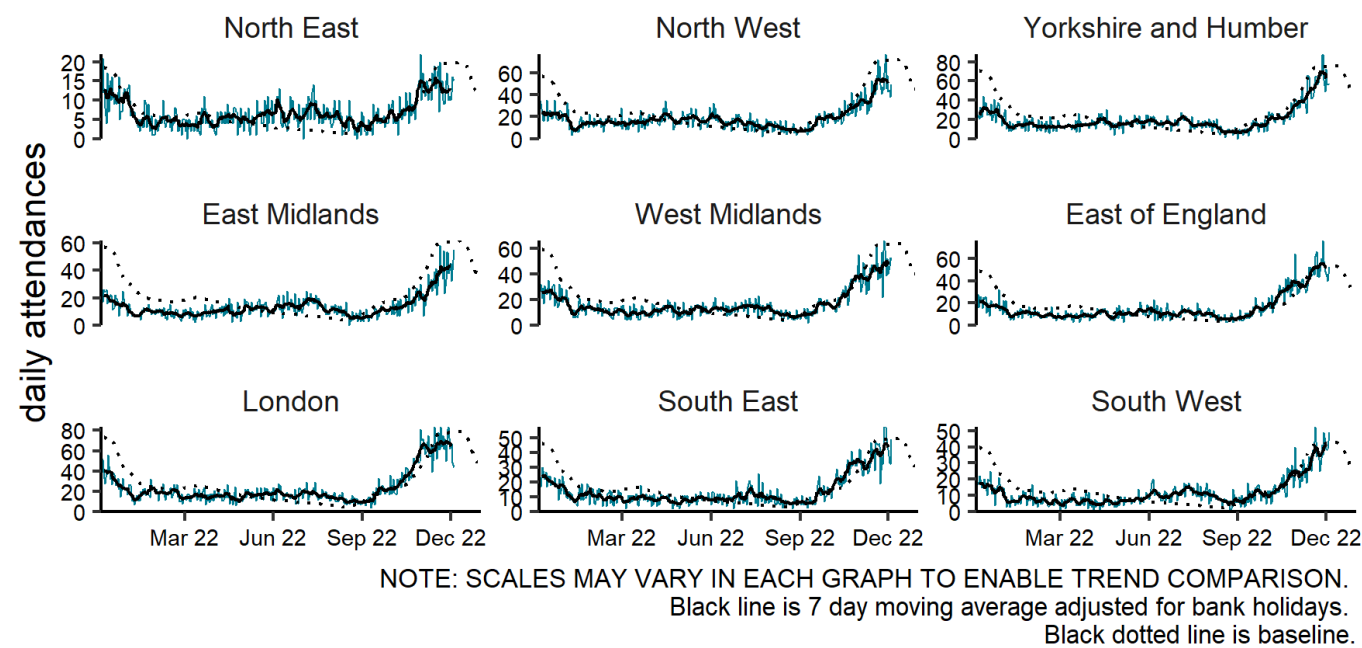 daily attendances
North East
20
15
10
5
0
North West
60
40
20
0
Yorkshire and Humber
80
60
40
20
0
East Midlands
60
40
20
0
West Midlands
60
40
20
0
East of England
60
40
20
0
London
80
60
40
20
0
Mar 22 Jun 22 Sep 22 Dec 22
South East
50
40
30
20
10
0
Mar 22 Jun 22 Sep 22 Dec 22
South West
50
40
30
20
10
0
Mar 22 Jun 22 Sep 22 Dec 22
NOTE: SCALES MAY VARY IN EACH GRAPH TO ENABLE TREND COMPARISON.
Black line is 7 day moving average adjusted for bank holidays.
Black dotted line is baseline.